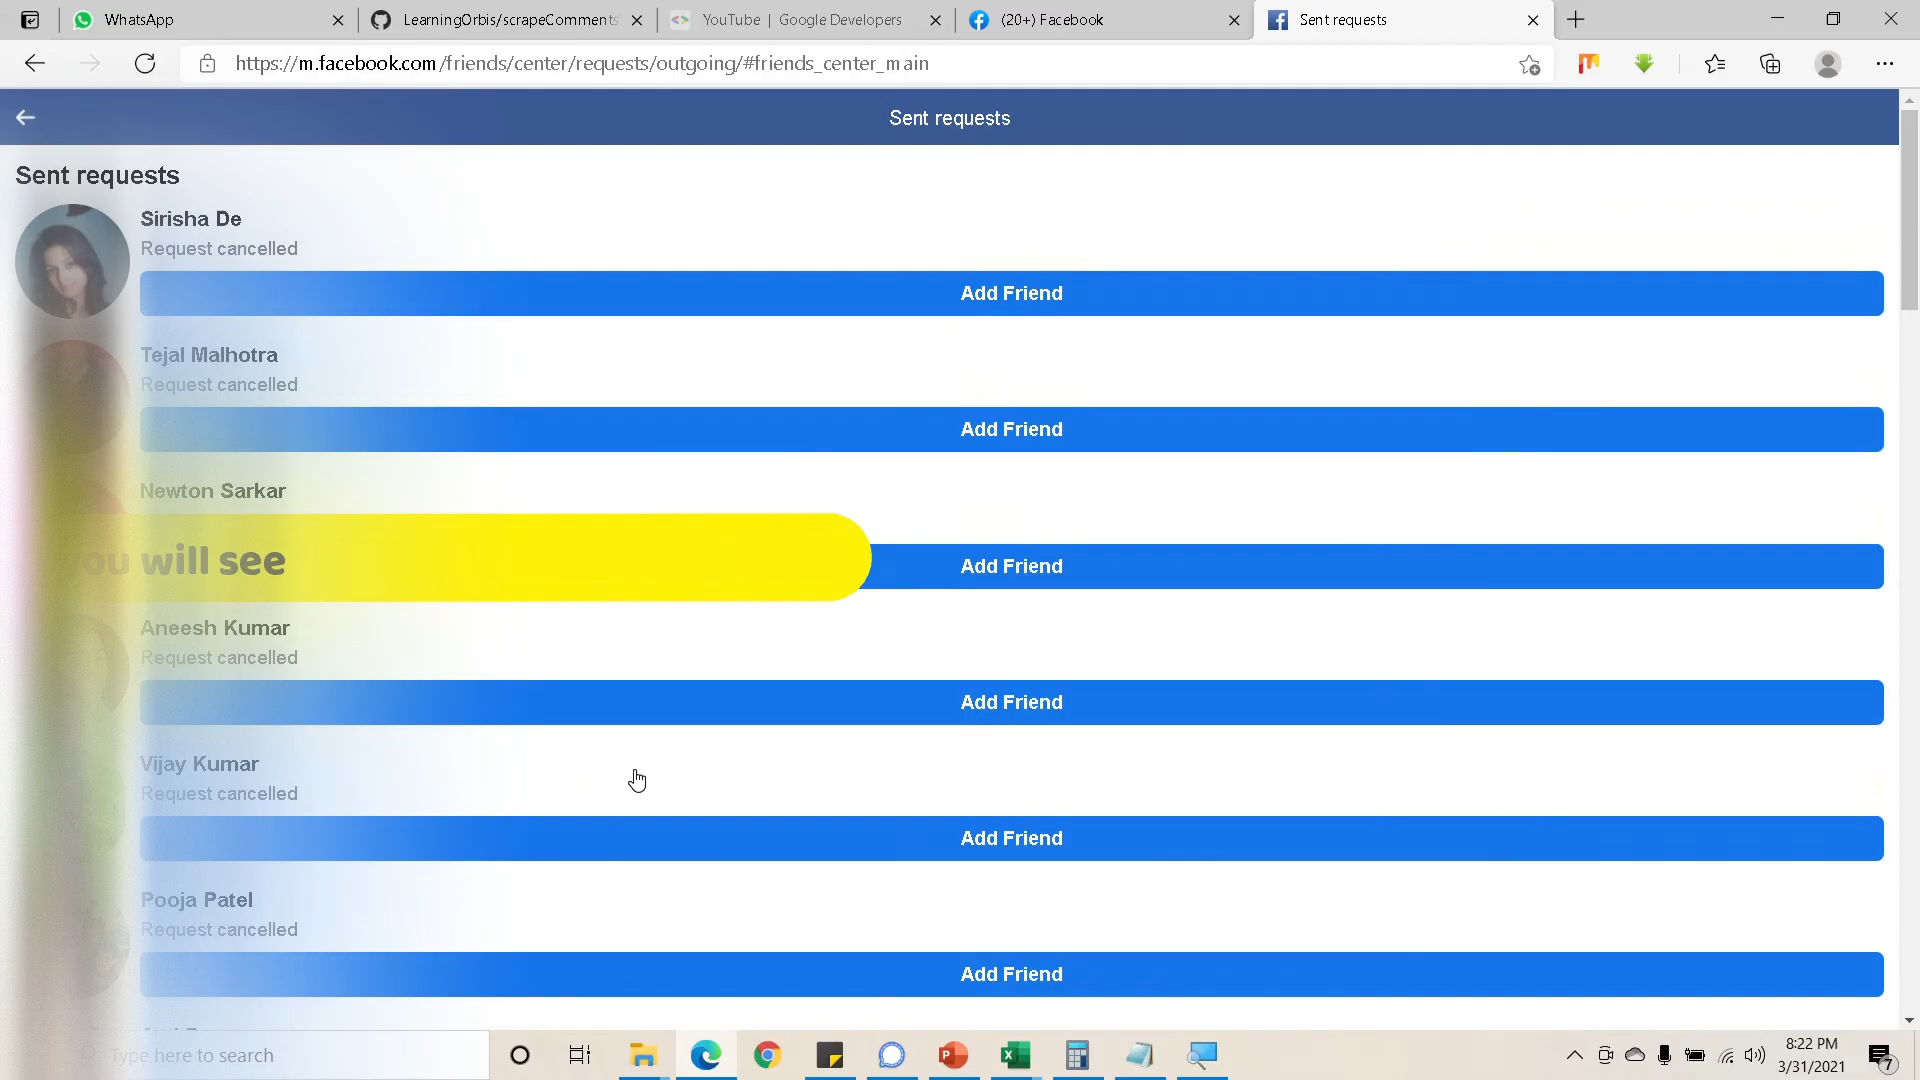 WhatsApp
LearningOrbis/scrapeComments
YouTube | Google Developers
(20+) Facebook
Sent requests
https://m.facebook.com/friends/center/requests/outgoing/#friends_center_main
Sent requests
Sent requests
Sirisha De
Request cancelled
Add Friend
Tejal Malhotra
Request cancelled
Add Friend
Newton Sarkar
you will see
Add Friend
Aneesh Kumar
Request cancelled
Add Friend
Vijay Kumar
Request cancelled
Add Friend
Pooja Patel
Request cancelled
Add Friend
Type here to search
8:22 PM
3/31/2021
7